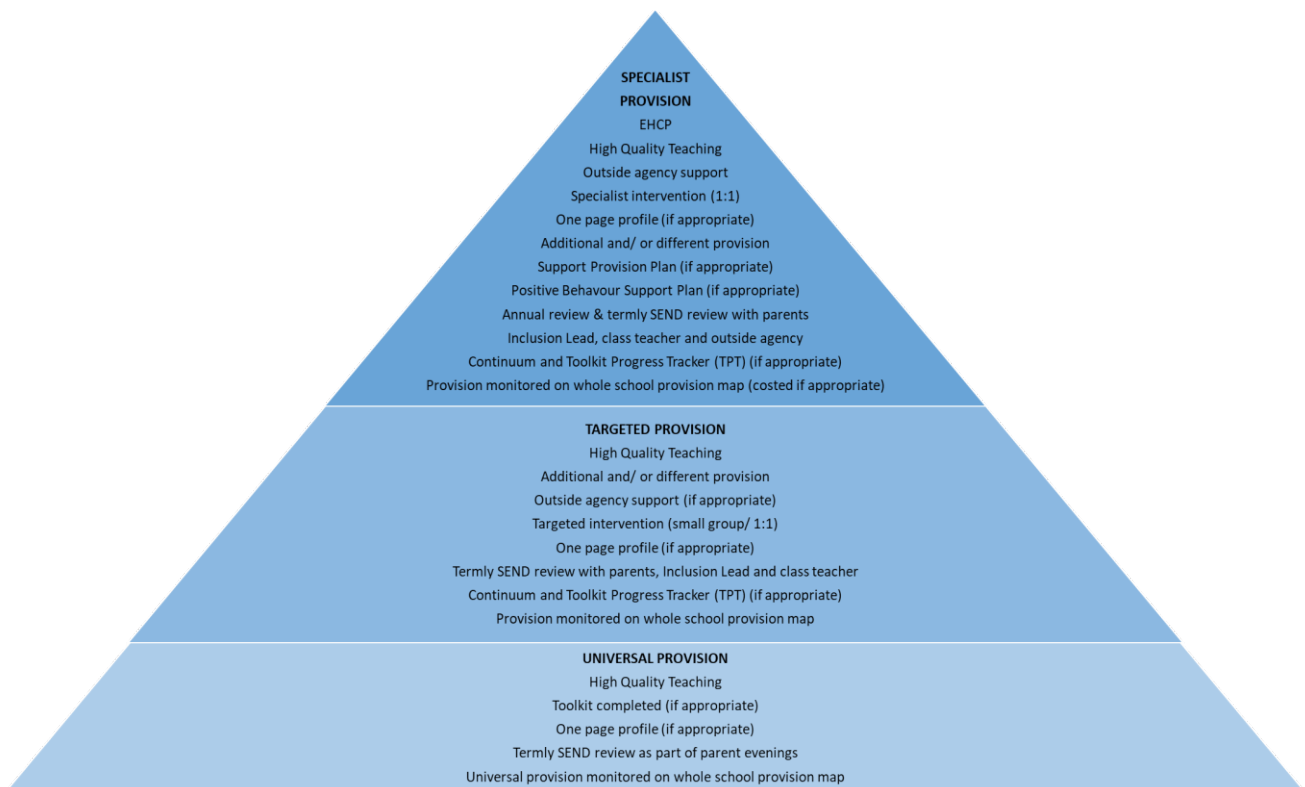 SPECIALIST
PROVISION
EHCP
High Quality Teaching
Outside agency support
Specialist intervention (1:1)
One page profile (if appropriate)
Additional and/ or different provision
Support Provision Plan (if appropriate)
Positive Behavour Support Plan (if appropriate)
Annual review & termly SEND review with parents
Inclusion Lead, class teacher and outside agency
Continuum and Toolkit Progress Tracker (TPT) (if appropriate)
Provision monitored on whole school provision map (costed if appropriate)
TARGETED PROVISION
High Quality Teaching
Additional and/ or different provision
Outside agency support (if appropriate)
Targeted intervention (small group/ 1:1)
One page profile (if appropriate)
Termly SEND review with parents, Inclusion Lead and class teacher
Continuum and Toolkit Progress Tracker (TPT) (if appropriate)
Provision monitored on whole school provision map
UNIVERSAL PROVISION
High Quality Teaching
Toolkit completed (if appropriate)
One page profile (if appropriate)
Termly SEND review as part of parent evenings
Universal provision monitored on whole school provision map